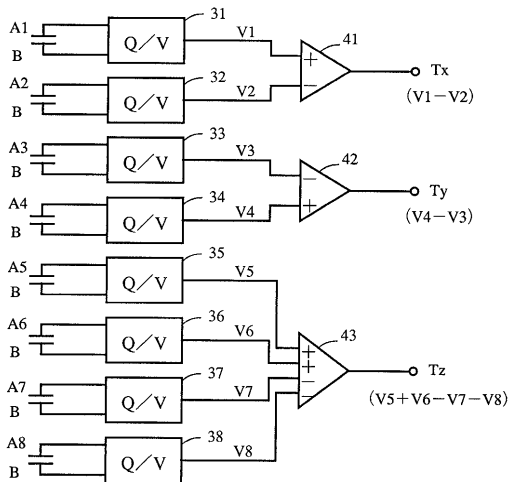 A1
B
Q/V
31
V1
41
Tx
(V1−V2)
A2
B
Q/V
32
V2
+
−
A3
B
Q/V
33
V3
42
Ty
(V4−V3)
A4
B
Q/V
34
V4
−
+
A5
B
Q/V
35
V5
A6
B
Q/V
36
V6
43
Tz
(V5+V6−V7−V8)
A7
B
Q/V
37
V7
+
+
−
−
A8
B
Q/V
38
V8